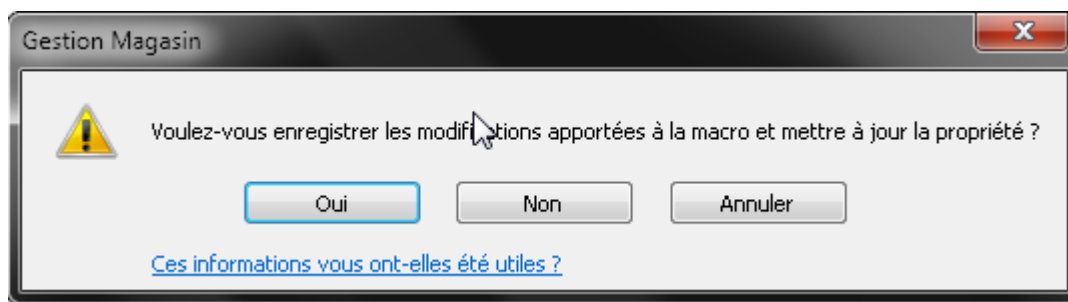 Gestion Magasin
Voulez-vous enregistrer les modifications apportées à la macro et mettre à jour la propriété ?
Oui
Non
Annuler
Ces informations vous ont-elles été utiles ?